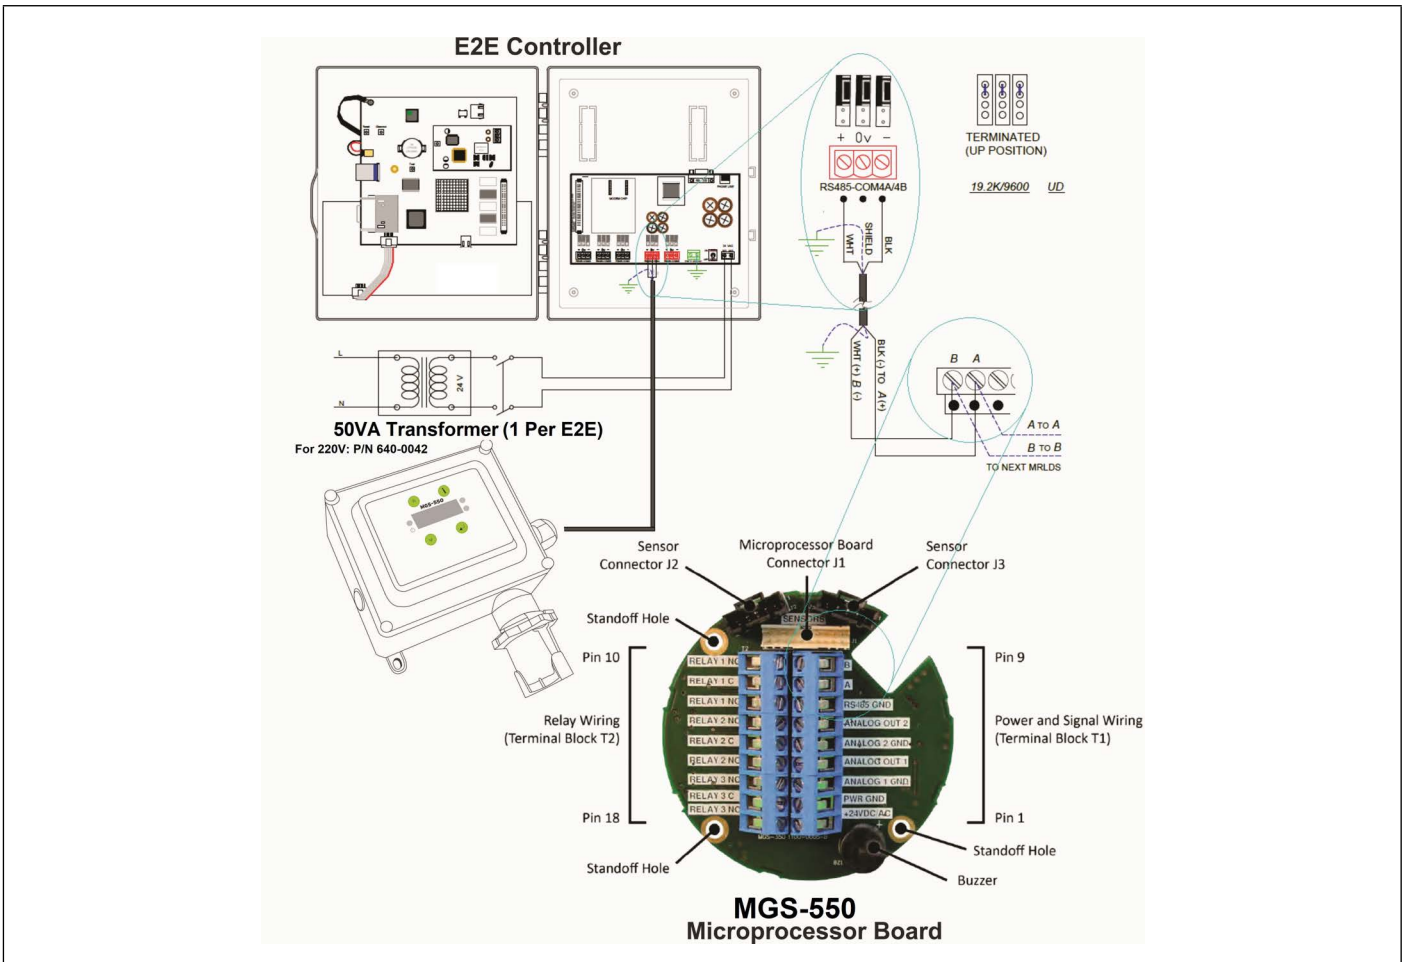 E2E Controller
+ 0v −
RS485-COM4A/4B
WHT
SHIELD
BLK
TERMINATED
(UP POSITION)
19.2K/9600 UD
L
N
24 V
50VA Transformer (1 Per E2E)
For 220V: P/N 640-0042
WHT (+) B (-)
BLK (-) TO A (+)
B A
A TO A
B TO B
TO NEXT MRLDS
MGS-550
Sensor
Connector J2
Microprocessor Board
Connector J1
Sensor
Connector J3
Standoff Hole
SENSORS
Pin 10
Pin 9
RELAY 1 NO
RELAY 1 C
RELAY 1 NC
RELAY 2 NO
RELAY 2 C
RELAY 2 NC
RELAY 3 NO
RELAY 3 C
RELAY 3 NC
B
A
RS485 GND
ANALOG OUT 2
ANALOG 2 GND
ANALOG OUT 1
ANALOG 1 GND
PWR GND
+24VDC/AC
+
Relay Wiring
(Terminal Block T2)
Power and Signal Wiring
(Terminal Block T1)
Pin 18
Pin 1
Standoff Hole
Standoff Hole
Buzzer
MGS-550
Microprocessor Board